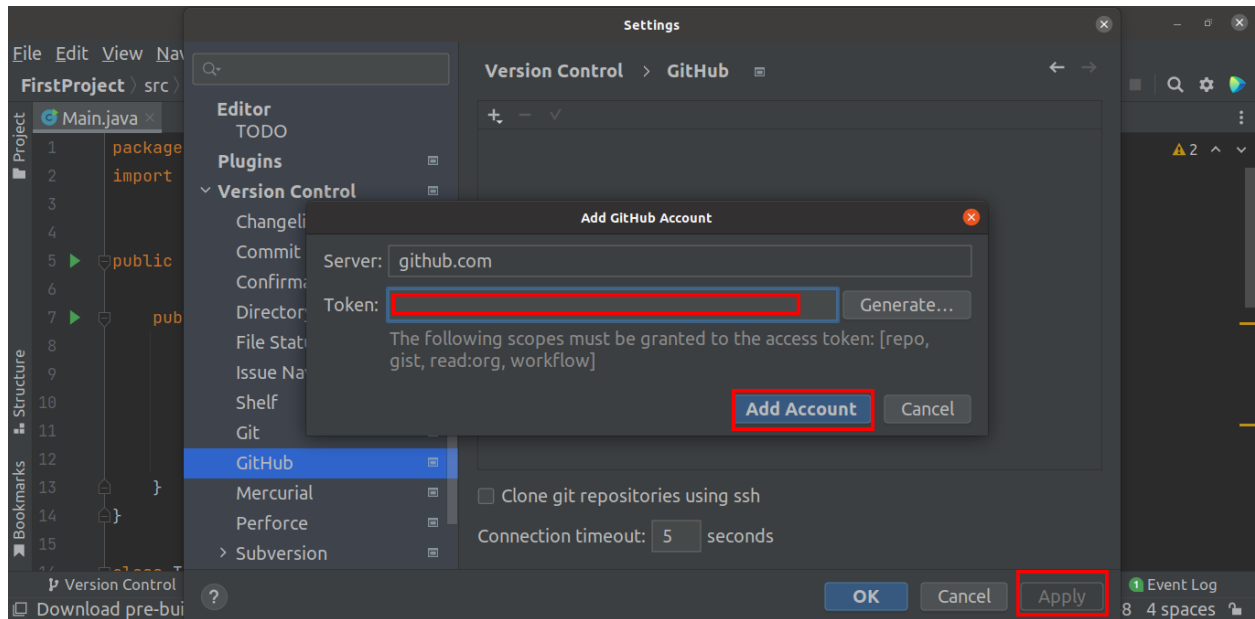 Settings
File Edit View Nav
FirstProject src
Version Control > GitHub
Main.java
Editor
TODO
Plugins
Version Control
Changeli
Commit
Confirma
Director
File Stat
Issue Na
Shelf
Git
GitHub
Mercurial
Perforce
Subversion
Project
Structure
Bookmarks
1 package
2 import
3
4
5 public
6
7 pub
8
9
10
11
12
13 }
14 }
15
2
Add GitHub Account
Server: github.com
Token: Generate...
The following scopes must be granted to the access token: [repo,
gist, read:org, workflow]
Add Account Cancel
Clone git repositories using ssh
Connection timeout: 5 seconds
? OK Cancel Apply
Version Control
1 Event Log
Download pre-bui
8 4 spaces